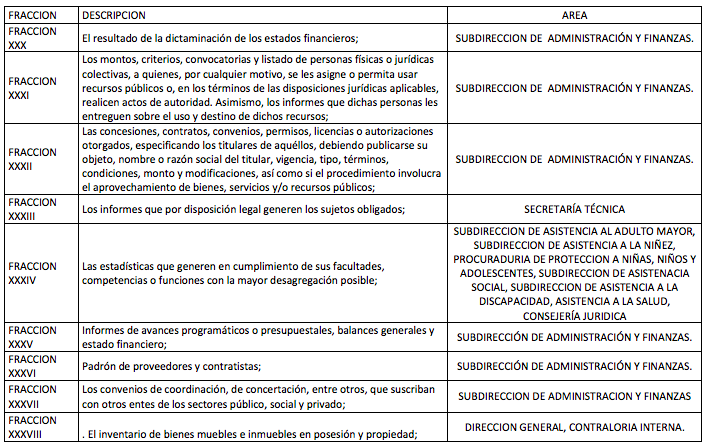 FRACCION DESCRIPCION AREA
FRACCION
XXX
El resultado de la dictaminación de los estados financieros;
SUBDIRECCION DE ADMINISTRACIÓN Y FINANZAS.
FRACCION
XXXI
Los montos, criterios, convocatorias y listado de personas físicas o jurídicas
colectivas, a quienes, por cualquier motivo, se les asigne o permita usar
recursos públicos o, en los términos de las disposiciones jurídicas aplicables,
realicen actos de autoridad. Asimismo, los informes que dichas personas les
entreguen sobre el uso y destino de dichos recursos;
SUBDIRECCION DE ADMINISTRACIÓN Y FINANZAS.
FRACCION
XXXII
Las concesiones, contratos, convenios, permisos, licencias o autorizaciones
otorgados, especificando los titulares de aquéllos, debiendo publicarse su
objeto, nombre o razón social del titular, vigencia, tipo, términos,
condiciones, monto y modificaciones, así como si el procedimiento involucra
el aprovechamiento de bienes, servicios y/o recursos públicos;
SUBDIRECCION DE ADMINISTRACIÓN Y FINANZAS.
FRACCION
XXXIII
Los informes que por disposición legal generen los sujetos obligados;
SECRETARÍA TÉCNICA
FRACCION
XXXIV
Las estadísticas que generen en cumplimiento de sus facultades,
competencias o funciones con la mayor desagregación posible;
SUBDIRECCION DE ASISTENCIA AL ADULTO MAYOR,
SUBDIRECCION DE ASISTENCIA A LA NIÑEZ,
PROCURADURIA DE PROTECCION A NIÑAS, NIÑOS Y
ADOLESCENTES, SUBDIRECCION DE ASISTENACIA
SOCIAL, SUBDIRECCION DE ASISTENCIA A LA
DISCAPACIDAD, ASISTENCIA A LA SALUD,
CONSEJERÍA JURIDICA
FRACCION
XXXV
Informes de avances programáticos o presupuestales, balances generales y
estado financiero;
SUBDIRECCIÓN DE ADMINISTRACIÓN Y FINANZAS.
FRACCION
XXXVI
Padrón de proveedores y contratistas;
SUBDIRECCIÓN DE ADMINISTRACIÓN Y FINANZAS.
FRACCION
XXXVII
Los convenios de coordinación, de concertación, entre otros, que suscriban
con otros entes de los sectores público, social y privado;
SUBDIRECCION DE ADMINISTRACION Y FINANZAS
FRACCION
XXXVIII
. El inventario de bienes muebles e inmuebles en posesión y propiedad;
DIRECCION GENERAL, CONTRALORIA INTERNA.